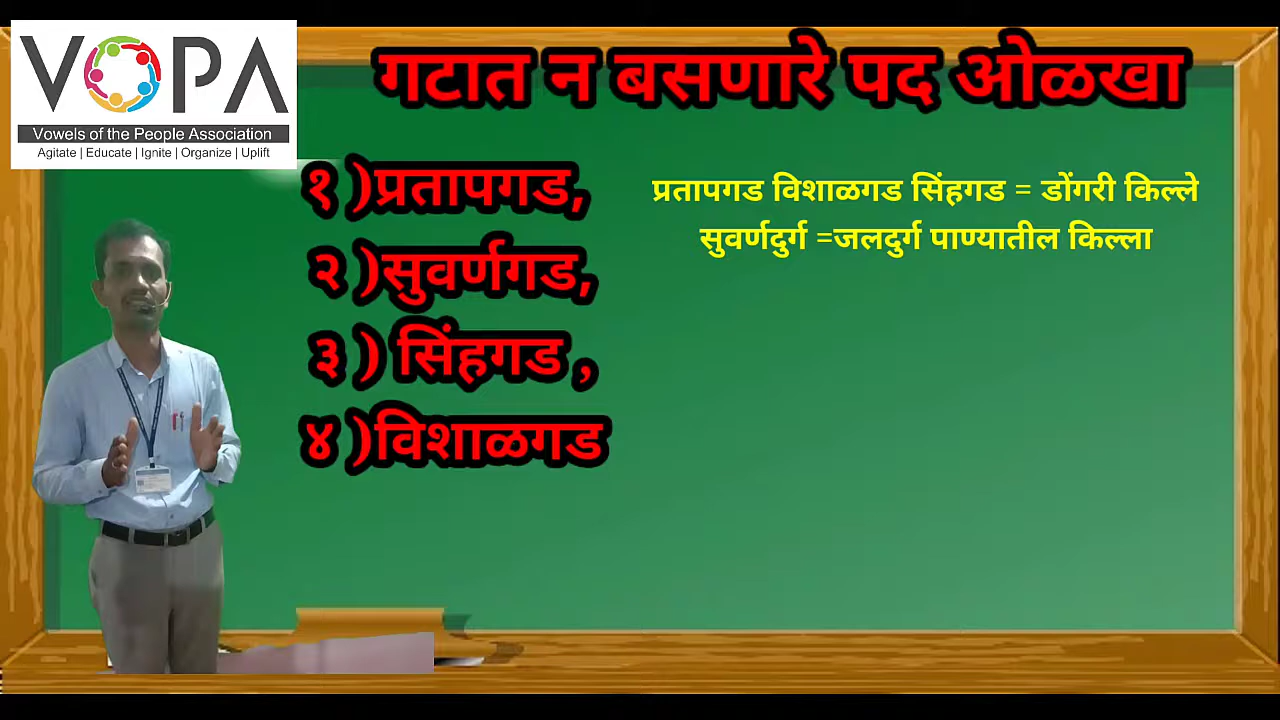 VOPA
Vowels of the People Association
Agitate | Educate | Ignite | Organize | Uplift
गटात न बसणारे पद ओळखा
१ )प्रतापगड,
२ )सुवर्णगड,
३ ) सिंहगड ,
४ )विशाळगड
प्रतापगड विशाळगड सिंहगड = डोंगरी किल्ले
सुवर्णदुर्ग =जलदुर्ग पाण्यातील किल्ला